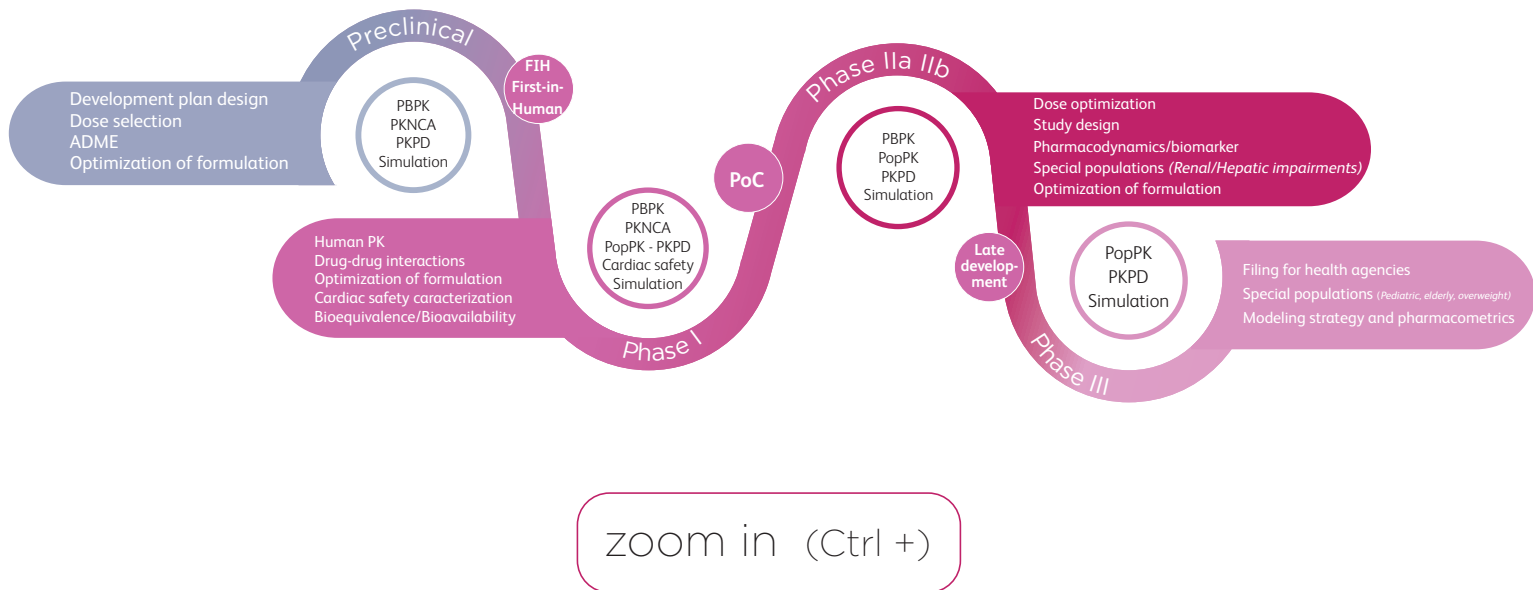 Preclinical
Development plan design
Dose selection
ADME
Optimization of formulation
PBPK
PKNCA
PKPD
Simulation
FIH
First-in-
Human
Human PK
Drug-drug interactions
Optimization of formulation
Cardiac safety caracterization
Bioequivalence/Bioavailability
PBPK
PKNCA
PopPK - PKPD
Cardiac safety
Simulation
Phase I
PoC
Phase IIa IIb
PBPK
PopPK
PKPD
Simulation
Dose optimization
Study design
Pharmacodynamics/biomarker
Special populations (Renal/Hepatic impairments)
Optimization of formulation
Late
develop-
ment
PopPK
PKPD
Simulation
Phase III
Filing for health agencies
Special populations (Pediatric, elderly, overweight)
Modeling strategy and pharmacometrics
zoom in (Ctrl +)